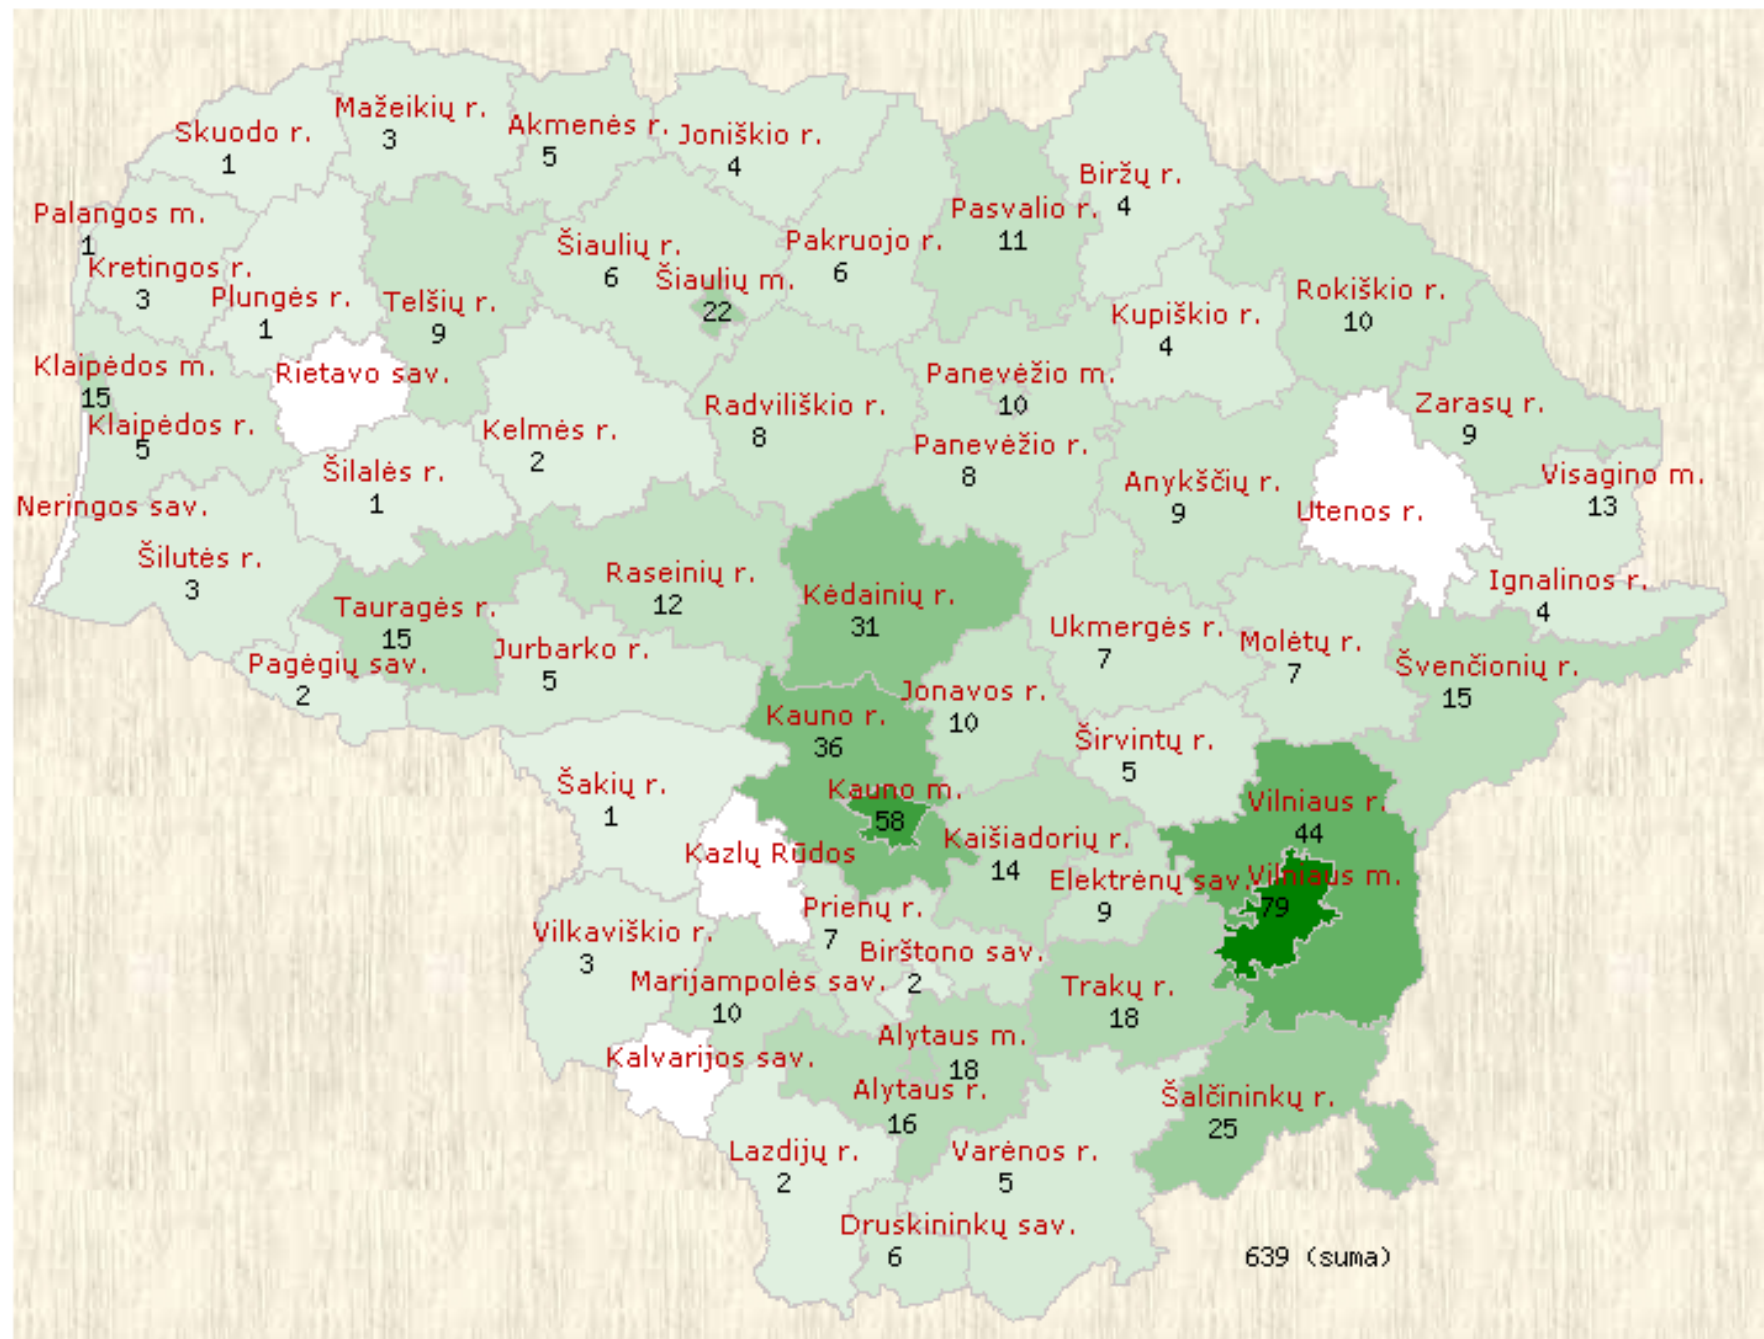 Mažeikių r.
3
Skuodo r.
1
Akmenės r.
5
Joniškio r.
4
Biržų r.
4
Palangos m.
1
Pasvalio r.
11
Šiaulių r.
6
Pakruojo r.
6
Kretingos r.
3
Šiaulių m.
22
Plungės r.
1
Telšių r.
9
Rokiškio r.
10
Kupiškio r.
4
Klaipėdos m.
15
Rietavo sav.
Panevėžio m.
10
Radviliškio r.
8
Zarasų r.
9
Klaipėdos r.
5
Kelmės r.
2
Panevėžio r.
8
Šilalės r.
1
Anykščių r.
9
Visagino m.
13
Neringos sav.
Utenos r.
Šilutės r.
3
Raseinių r.
12
Kėdainių r.
31
Ignalinos r.
4
Tauragės r.
15
Ukmergės r.
7
Molėtų r.
7
Jurbarko r.
5
Pagėgių sav.
2
Švenčionių r.
15
Jonavos r.
10
Kauno r.
36
Širvintų r.
5
Šakių r.
1
Kauno m.
58
Vilniaus r.
44
Kaišiadorių r.
14
Kazlų Rūdos
Elektrėnų sav.
9
Vilniaus m.
79
Prienų r.
7
Vilkaviškio r.
3
Birštono sav.
2
Marijampolės sav.
10
Trakų r.
18
Alytaus m.
18
Kalvarijos sav.
Alytaus r.
16
Šalčininkų r.
25
Lazdijų r.
2
Varėnos r.
5
Druskininkų sav.
6
639 (suma)